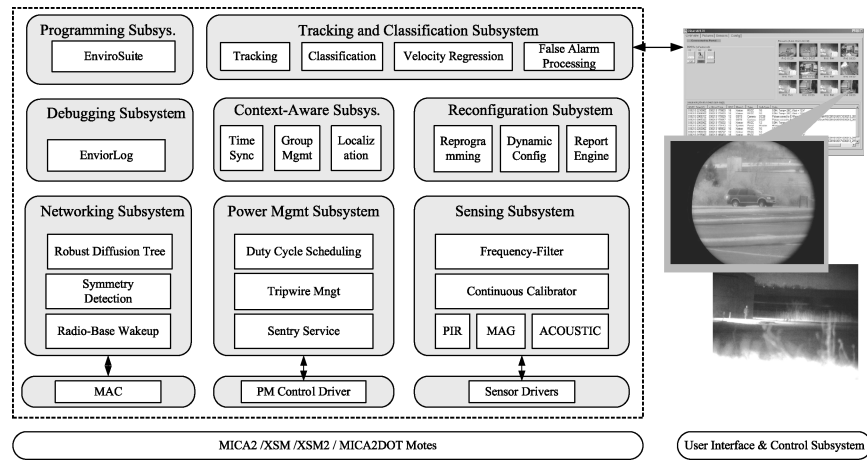 Programming Subsys.
EnviroSuite
Tracking and Classification Subsystem
Tracking
Classification
Velocity Regression
False Alarm
Processing
Debugging Subsystem
EnviorLog
Context-Aware Subsys.
Time
Sync
Group
Mgmt
Localiz
ation
Reconfiguration Subystem
Reprogra
mming
Dynamic
Config
Report
Engine
Networking Subsystem
Robust Diffusion Tree
Symmetry
Detection
Radio-Base Wakeup
Power Mgmt Subsystem
Duty Cycle Scheduling
Tripwire Mngt
Sentry Service
Sensing Subsystem
Frequency-Filter
Continuous Calibrator
PIR
MAG
ACOUSTIC
MAC
PM Control Driver
Sensor Drivers
MICA2 /XSM /XSM2 / MICA2DOT Motes
User Interface & Control Subsystem